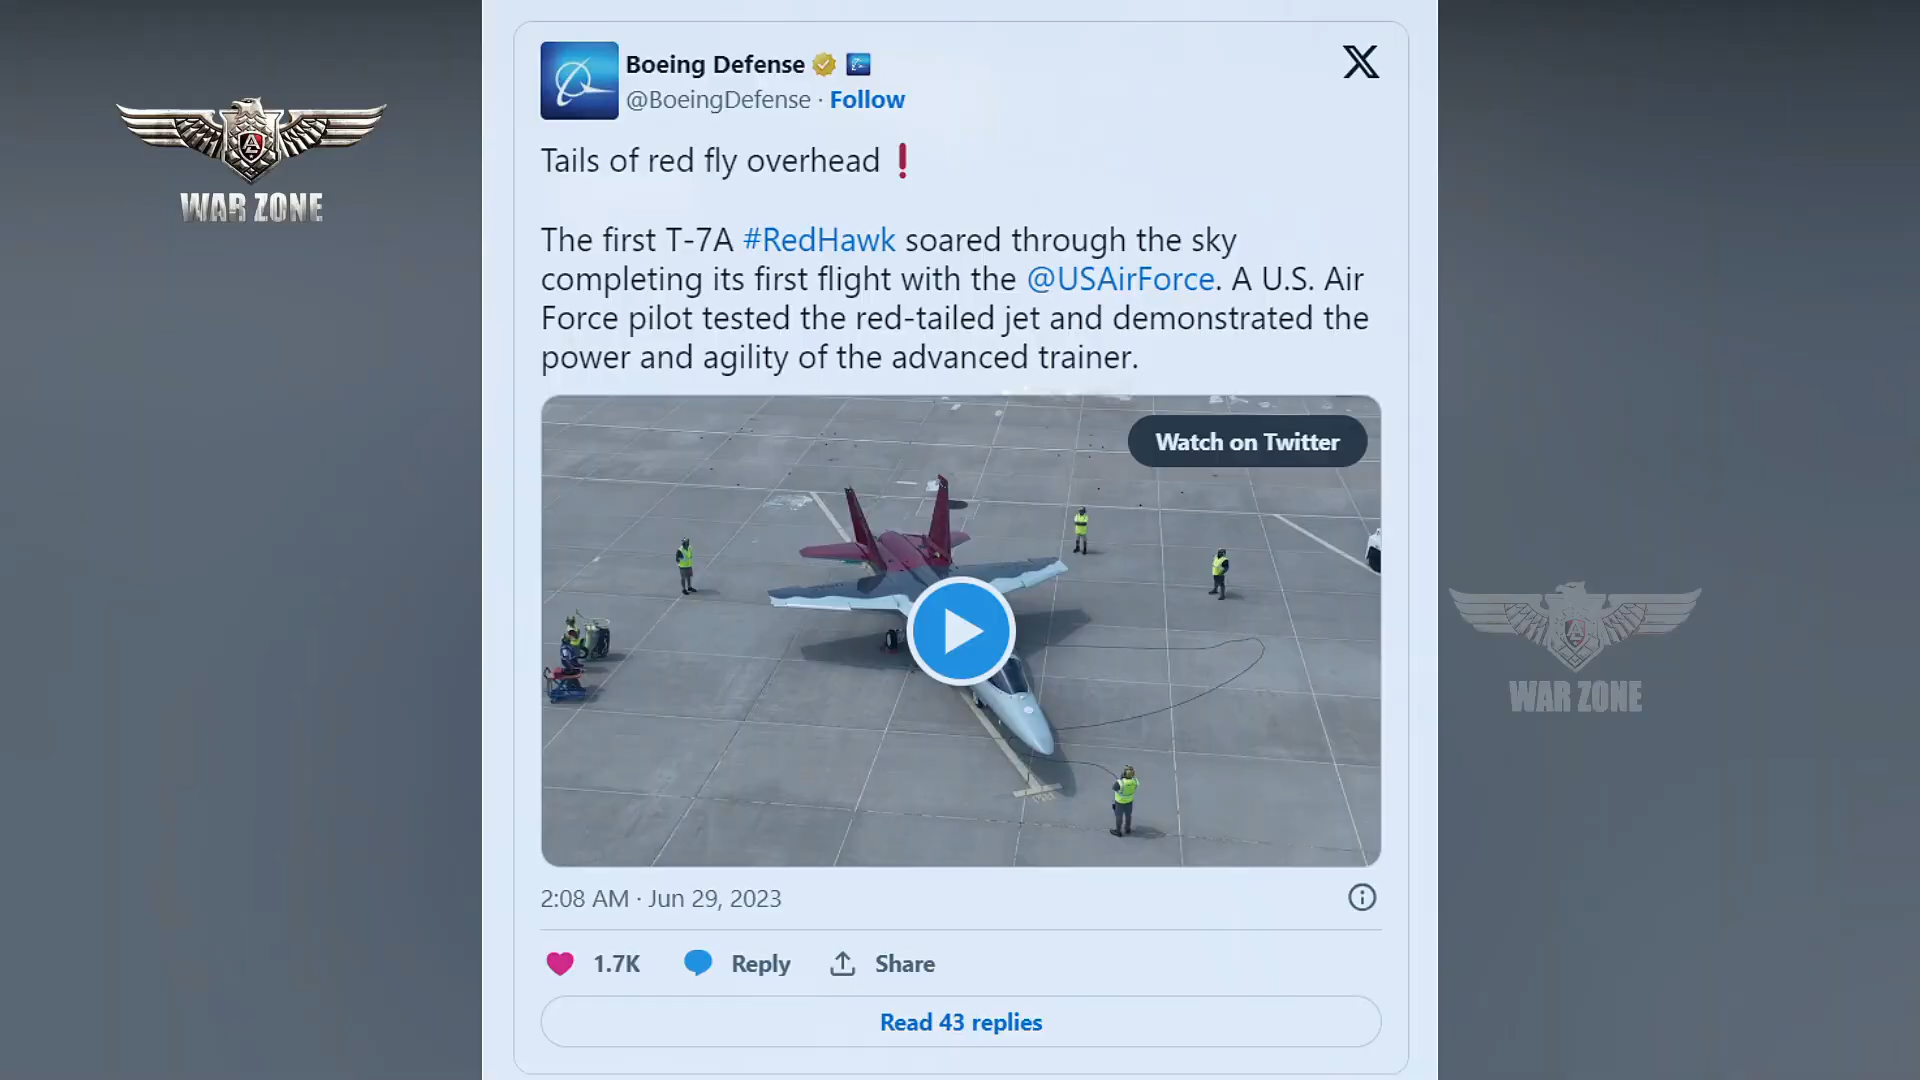 Boeing Defense
@BoeingDefense · Follow
WAR ZONE
Tails of red fly overhead❗
The first T-7A #RedHawk soared through the sky
completing its first flight with the @USAirForce. A U.S. Air
Force pilot tested the red-tailed jet and demonstrated the
power and agility of the advanced trainer.
Watch on Twitter
WAR ZONE
2:08 AM · Jun 29, 2023
1.7K Reply Share
Read 43 replies